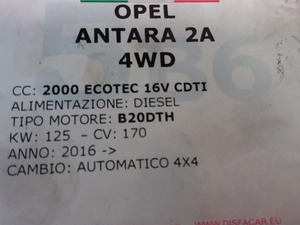 OPEL
ANTARA 2A
4WD
CC: 2000 ECOTEC 16V CDTI
ALIMENTAZIONE: DIESEL
TIPO MOTORE: B20DTH
KW: 125 - CV: 170
ANNO: 2016 ->
CAMBIO: AUTOMATICO 4X4